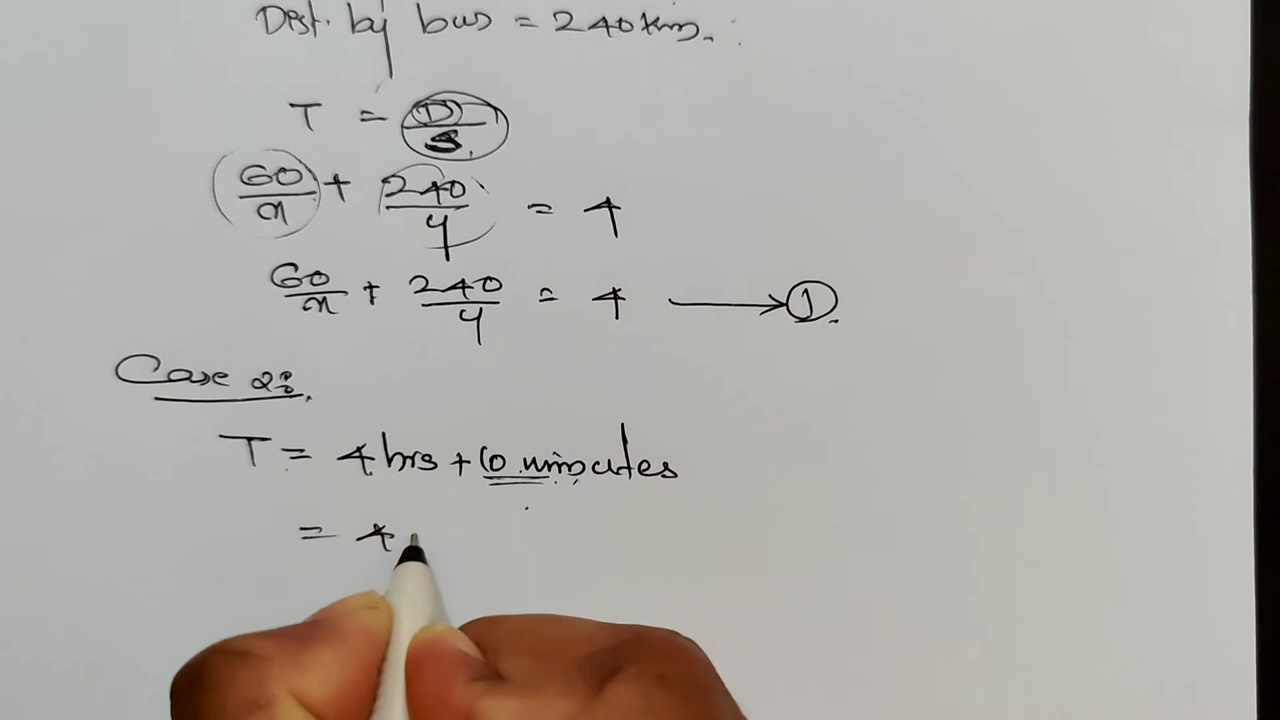 Dist. by bus = 240 km.
T = D/S.
60/x + 240/y = 4
60/x + 240/y = 4 → ①.
Case 2:
T = 4 hrs + 10 minutes
= 4